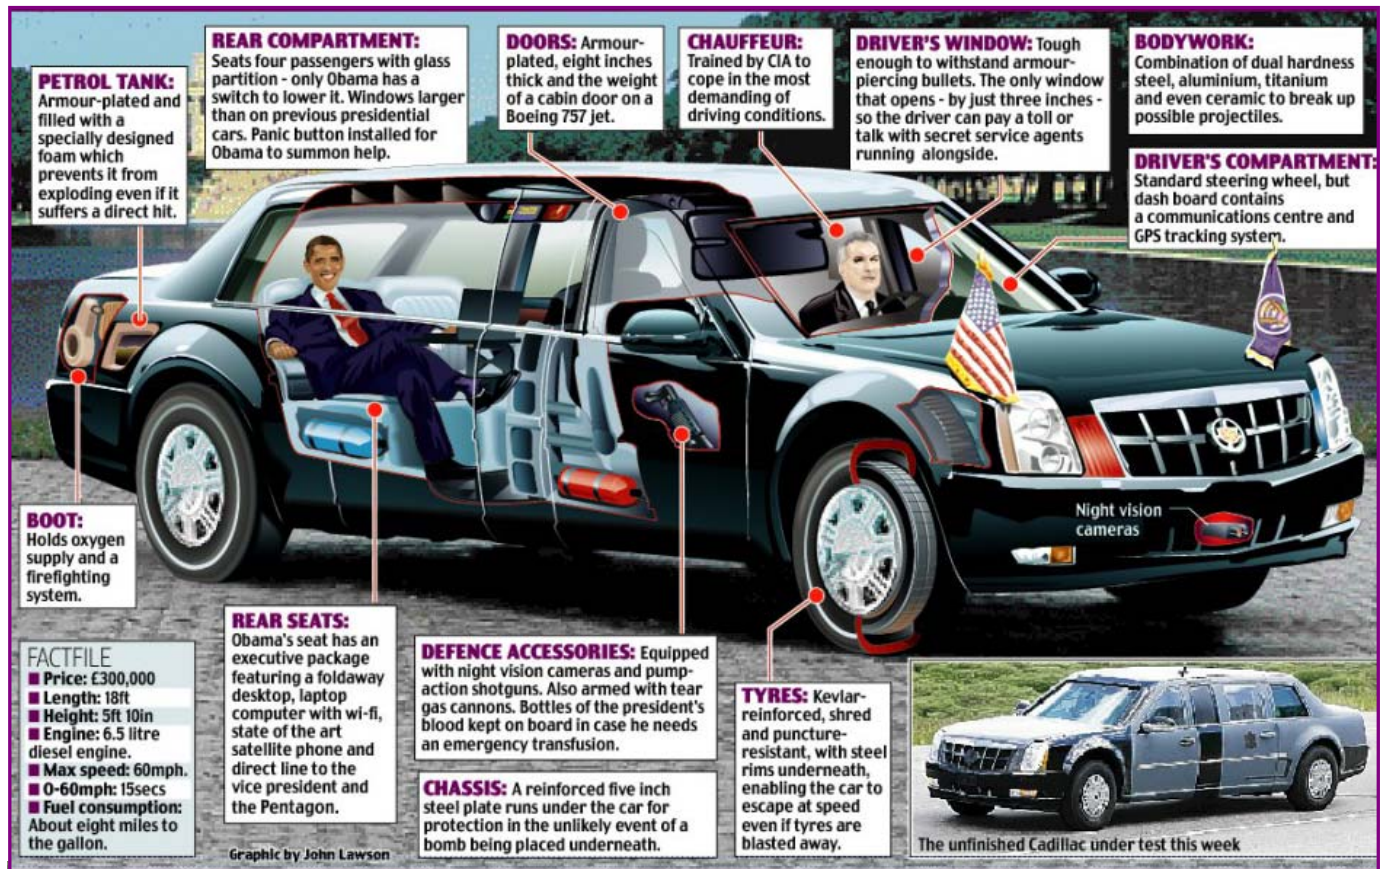 REAR COMPARTMENT:
Seats four passengers with glass
partition - only Obama has a
switch to lower it. Windows larger
than on previous presidential
cars. Panic button installed for
Obama to summon help.
DOORS: Armour-
plated, eight inches
thick and the weight
of a cabin door on a
Boeing 757 jet.
CHAUFFEUR:
Trained by CIA to
cope in the most
demanding of
driving conditions.
DRIVER'S WINDOW: Tough
enough to withstand armour-
piercing bullets. The only window
that opens - by just three inches -
so the driver can pay a toll or
talk with secret service agents
running alongside.
BODYWORK:
Combination of dual hardness
steel, aluminium, titanium
and even ceramic to break up
possible projectiles.
PETROL TANK:
Armour-plated and
filled with a
specially designed
foam which
prevents it from
exploding even if it
suffers a direct hit.
DRIVER'S COMPARTMENT:
Standard steering wheel, but
dash board contains
a communications centre and
GPS tracking system.
Night vision
cameras
BOOT:
Holds oxygen
supply and a
firefighting
system.
REAR SEATS:
Obama's seat has an
executive package
featuring a foldaway
desktop, laptop
computer with wi-fi,
state of the art
satellite phone and
direct line to the
vice president and
the Pentagon.
DEFENCE ACCESSORIES: Equipped
with night vision cameras and pump-
action shotguns. Also armed with tear
gas cannons. Bottles of the president's
blood kept on board in case he needs
an emergency transfusion.
CHASSIS: A reinforced five inch
steel plate runs under the car for
protection in the unlikely event of a
bomb being placed underneath.
TYRES: Kevlar-
reinforced, shred
and puncture-
resistant, with steel
rims underneath,
enabling the car to
escape at speed
even if tyres are
blasted away.
FACTFILE
■ Price: £300,000
■ Length: 18ft
■ Height: 5ft 10in
■ Engine: 6.5 litre
diesel engine.
■ Max speed: 60mph.
■ 0-60mph: 15secs
■ Fuel consumption:
About eight miles to
the gallon.
Graphic by John Lawson
The unfinished Cadillac under test this week